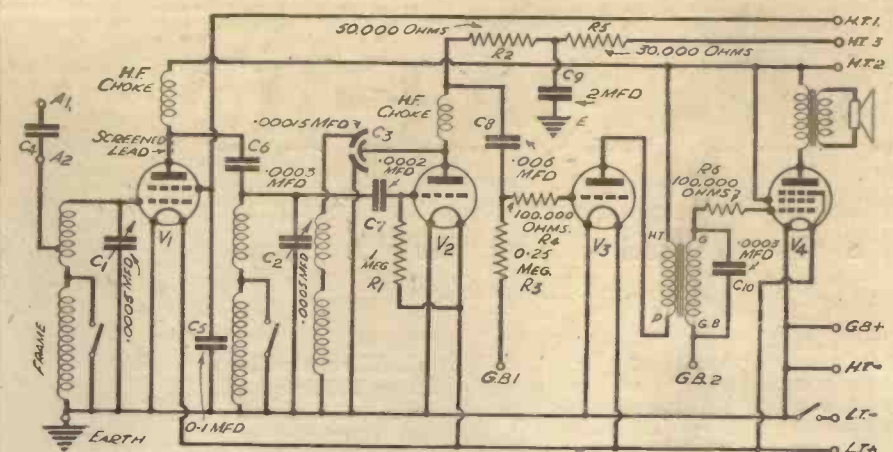 50,000 OHMS
H.T.1.
H.T. 3
H.T. 2
R2
R5
30,000 OHMS
H.F. CHOKE
H.F. CHOKE
C9
2 MFD
E
A1.
C4
A2
SCREENED LEAD
.00015 MFD
C3
C6
.0003 MFD
.0002 MFD
C7
C8
.006 MFD
R6
100,000 OHMS
V1
V2
100,000 OHMS.
R4
0.25 MEG.
R3
V3
V4
C1
.0005 MFD
C2
.0005 MFD
1 MEG
R1
H.T
G
.0003 MFD
C10
P
G.B
FRAME
C5
0.1 MFD
G.B.1
G.B.2
G.B+
H.T-
EARTH
L.T-
L.T+